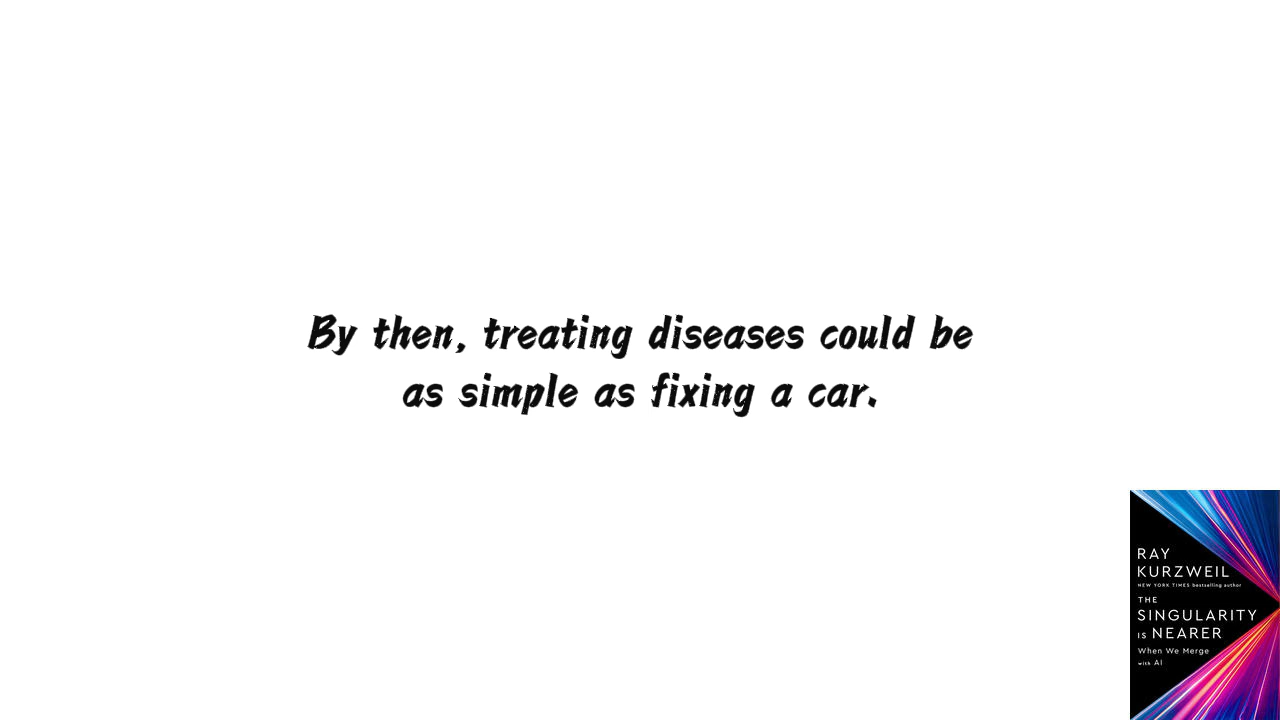 By then, treating diseases could be
as simple as fixing a car.
RAY
KURZWEIL
NEW YORK TIMES bestselling author
THE
SINGULARITY
IS NEARER
When We Merge
with AI